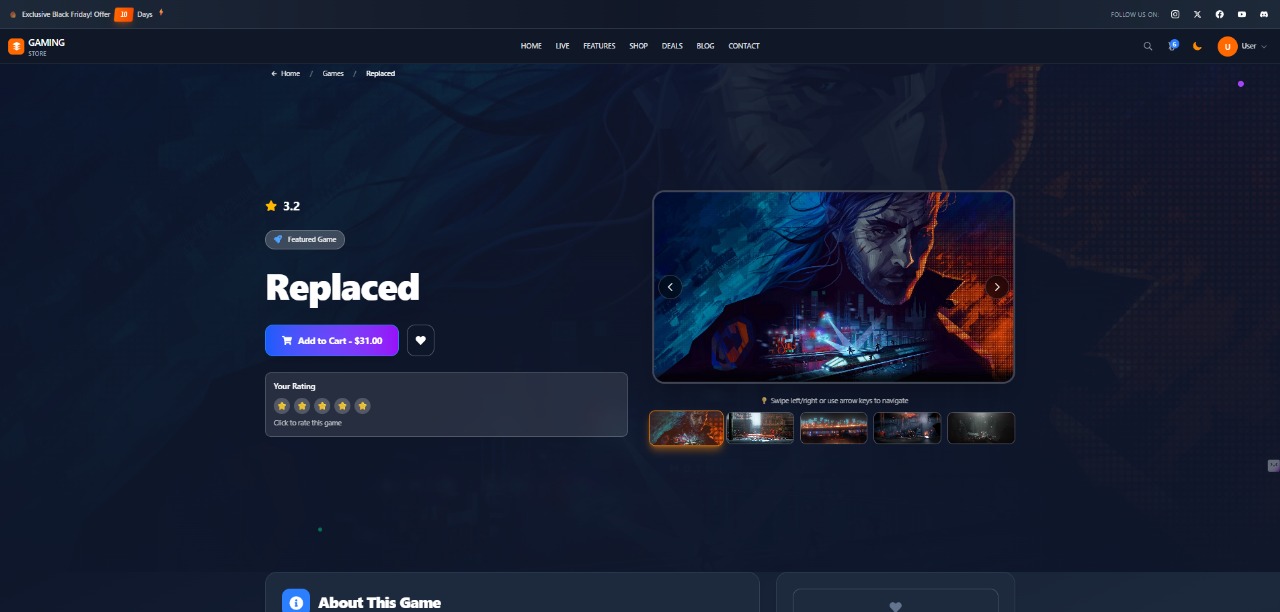 Exclusive Black Friday! Offer 10 Days
FOLLOW US ON:
GAMING
STORE
HOME LIVE FEATURES SHOP DEALS BLOG CONTACT
U User
← Home / Games / Replaced
3.2
Featured Game
Replaced
Add to Cart - $31.00
Your Rating
Click to rate this game
Swipe left/right or use arrow keys to navigate
About This Game